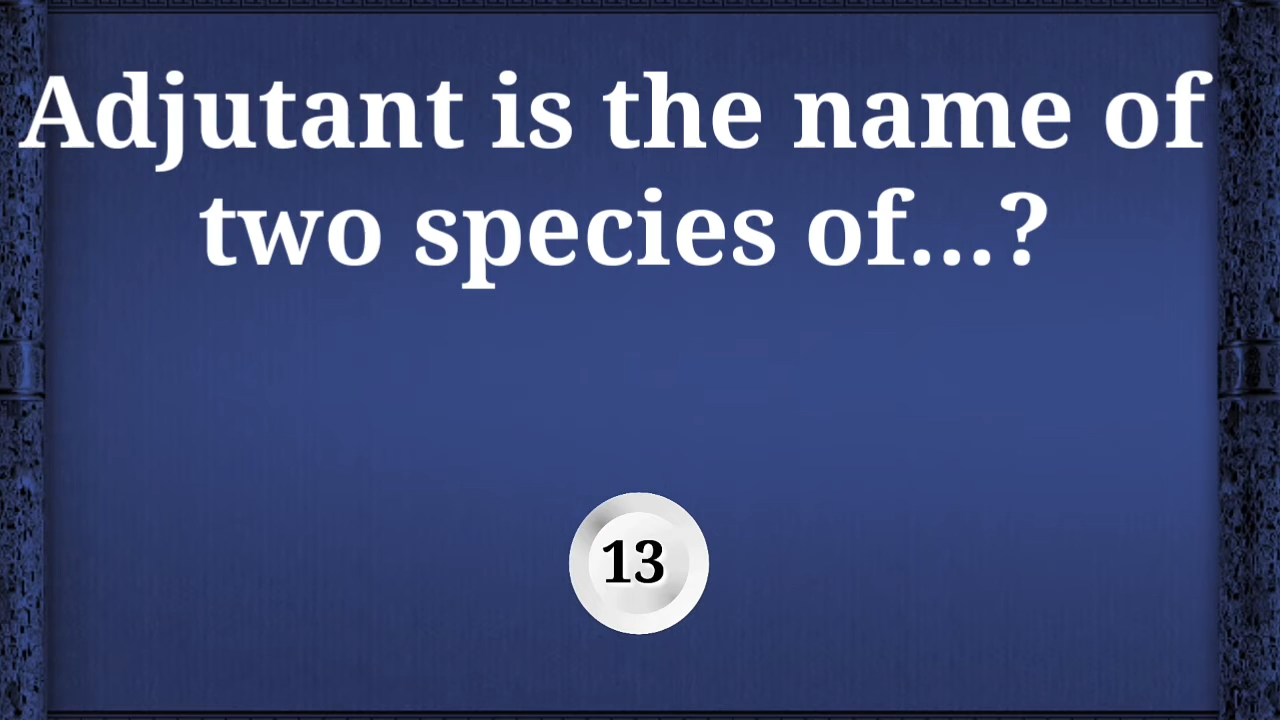 Adjutant is the name of
two species of...?
13